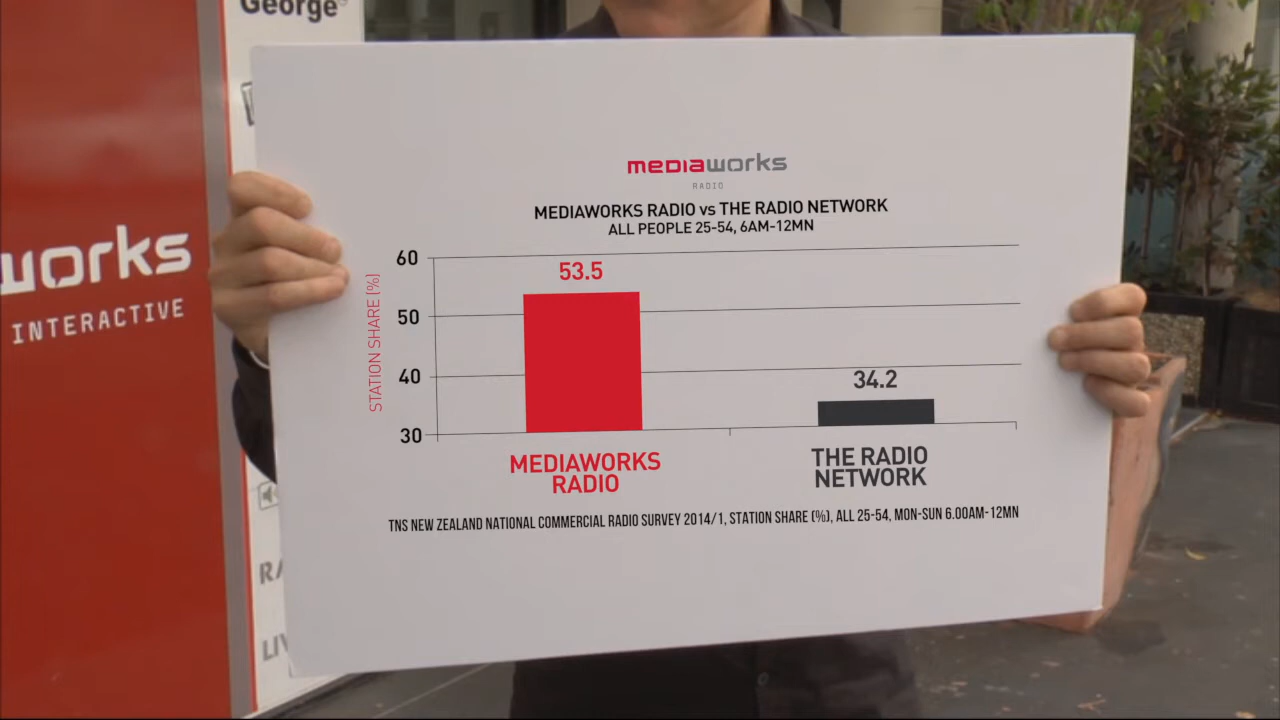 George
works
INTERACTIVE
mediaworks
RADIO
MEDIAWORKS RADIO vs THE RADIO NETWORK
ALL PEOPLE 25-54, 6AM-12MN
STATION SHARE (%)
60
50
40
30
53.5
34.2
MEDIAWORKS
RADIO
THE RADIO
NETWORK
TNS NEW ZEALAND NATIONAL COMMERCIAL RADIO SURVEY 2014/1, STATION SHARE (%), ALL 25-54, MON-SUN 6.00AM-12MN
RA
LIV